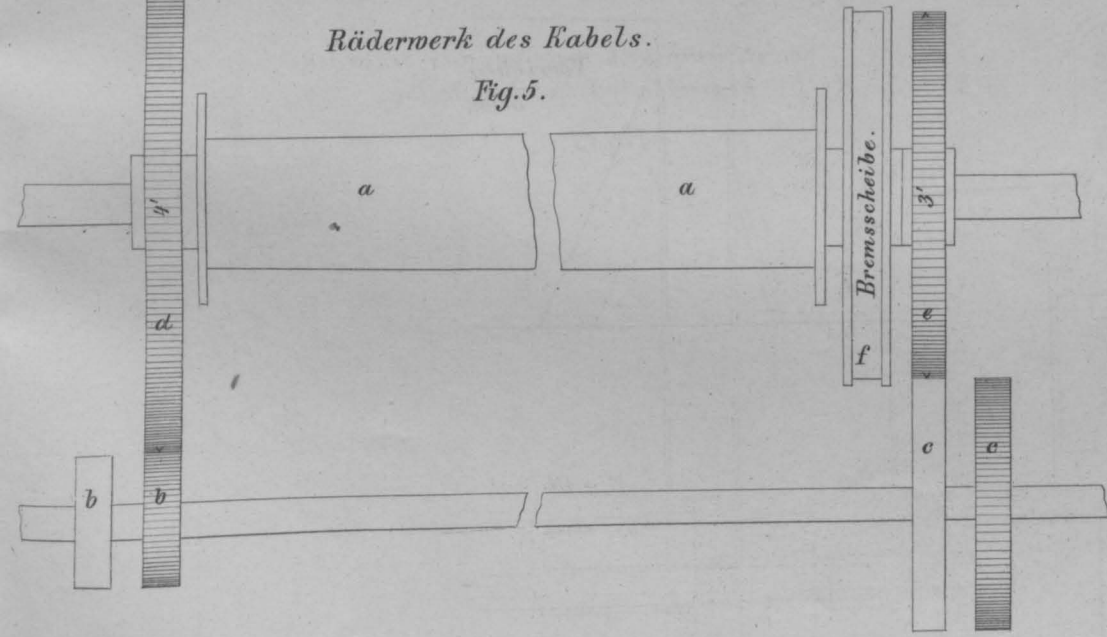 Räderwerk des Kabels.
Fig. 5.
a
a
4'
Bremsscheibe.
3'
d
e
f
b
b
c
c